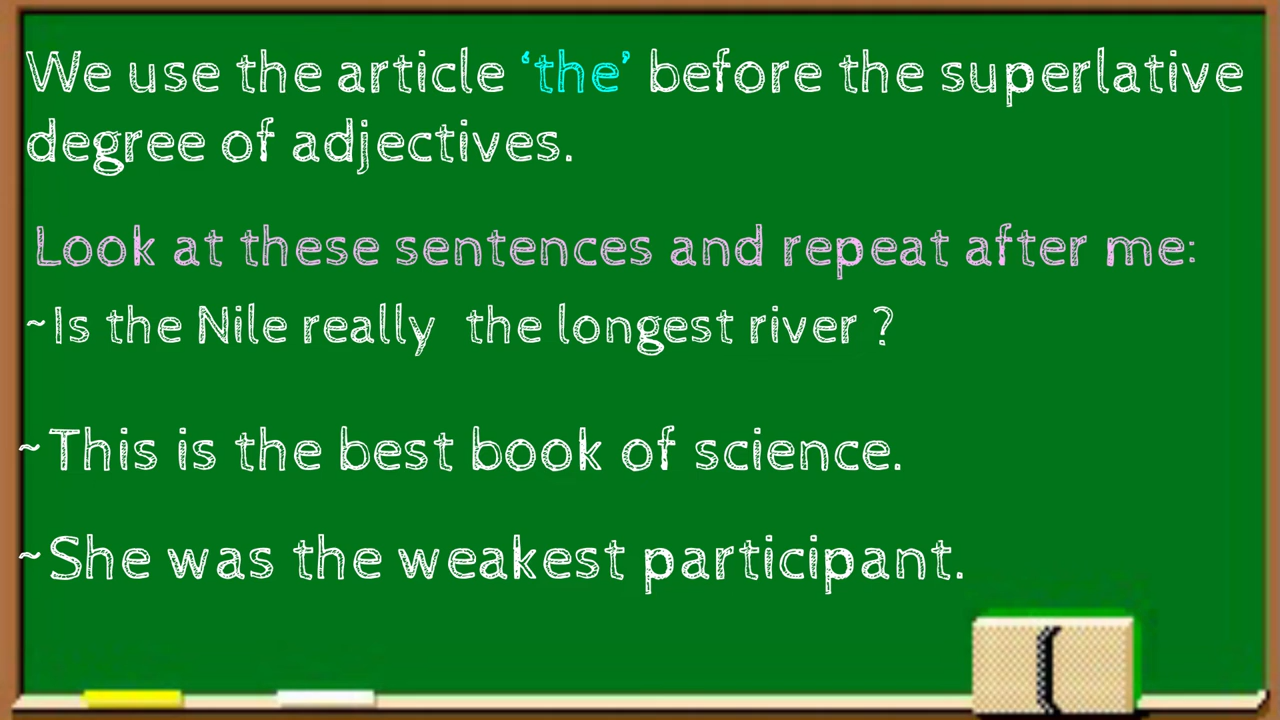 We use the article ‘the’ before the superlative
degree of adjectives.
Look at these sentences and repeat after me:
~Is the Nile really  the longest river ?
~This is the best book of science.
~She was the weakest participant.